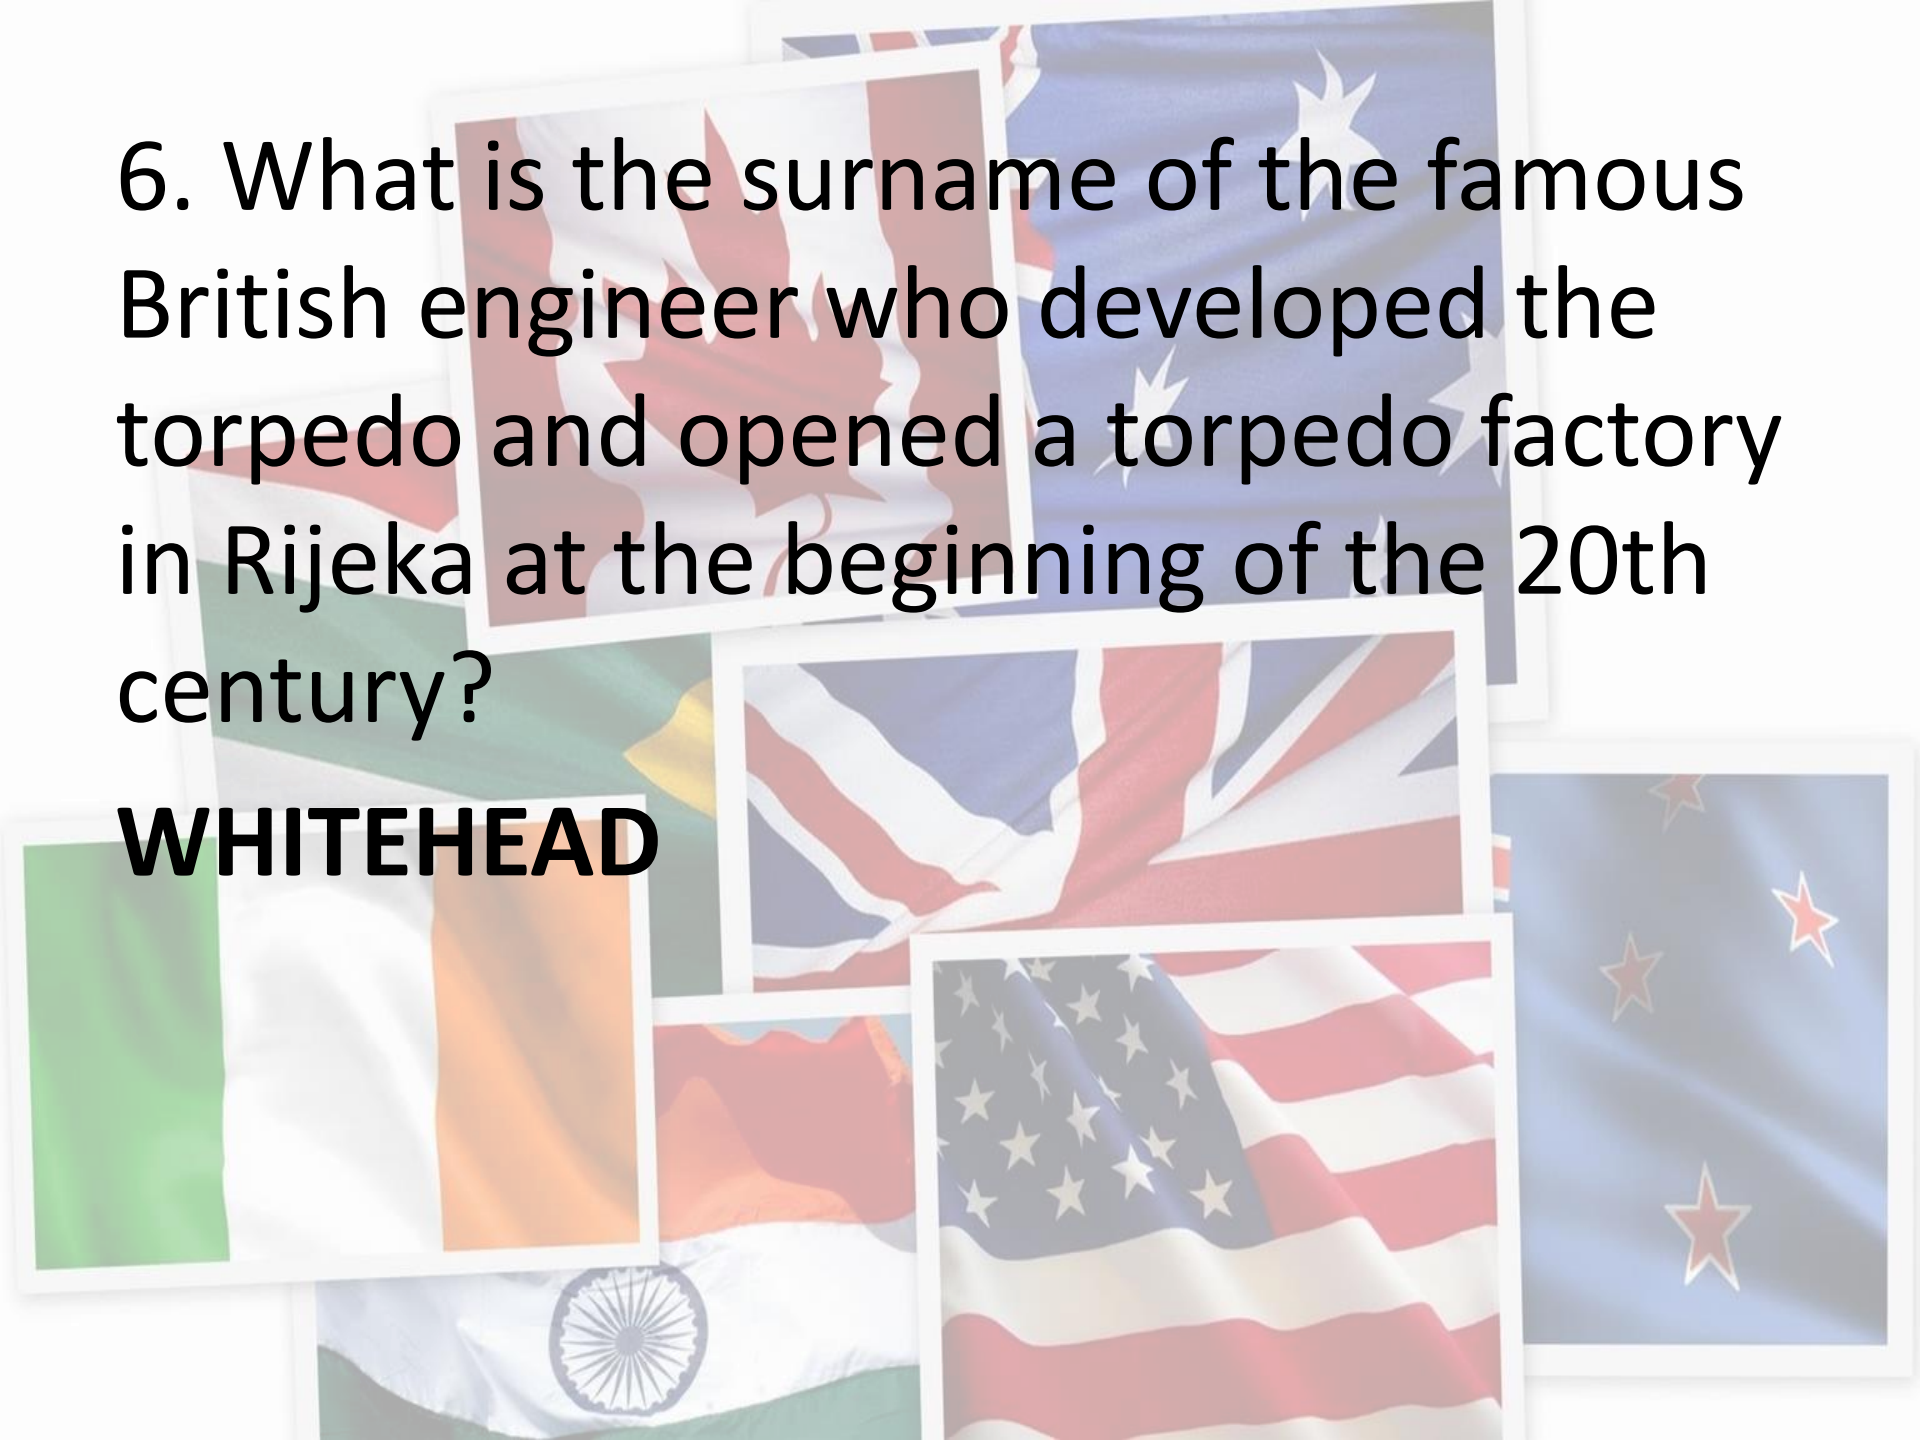 6. What is the surname of the famous
British engineer who developed the
torpedo and opened a torpedo factory
in Rijeka at the beginning of the 20th
century?
WHITEHEAD